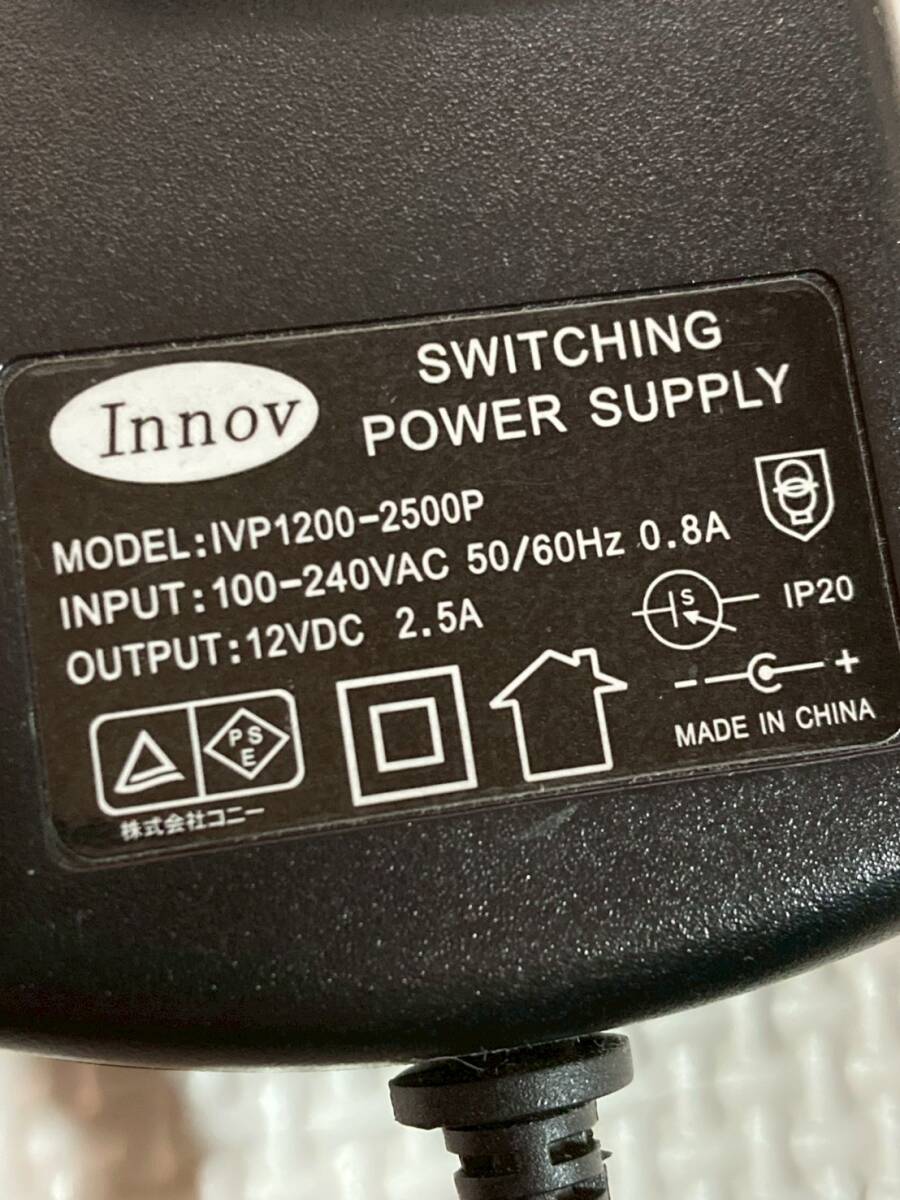 Innov
SWITCHING
POWER SUPPLY
MODEL:IVP1200-2500P
INPUT:100-240VAC 50/60Hz 0.8A
OUTPUT:12VDC 2.5A
S
IP20
PS
E
- +
MADE IN CHINA
株式会社コニー